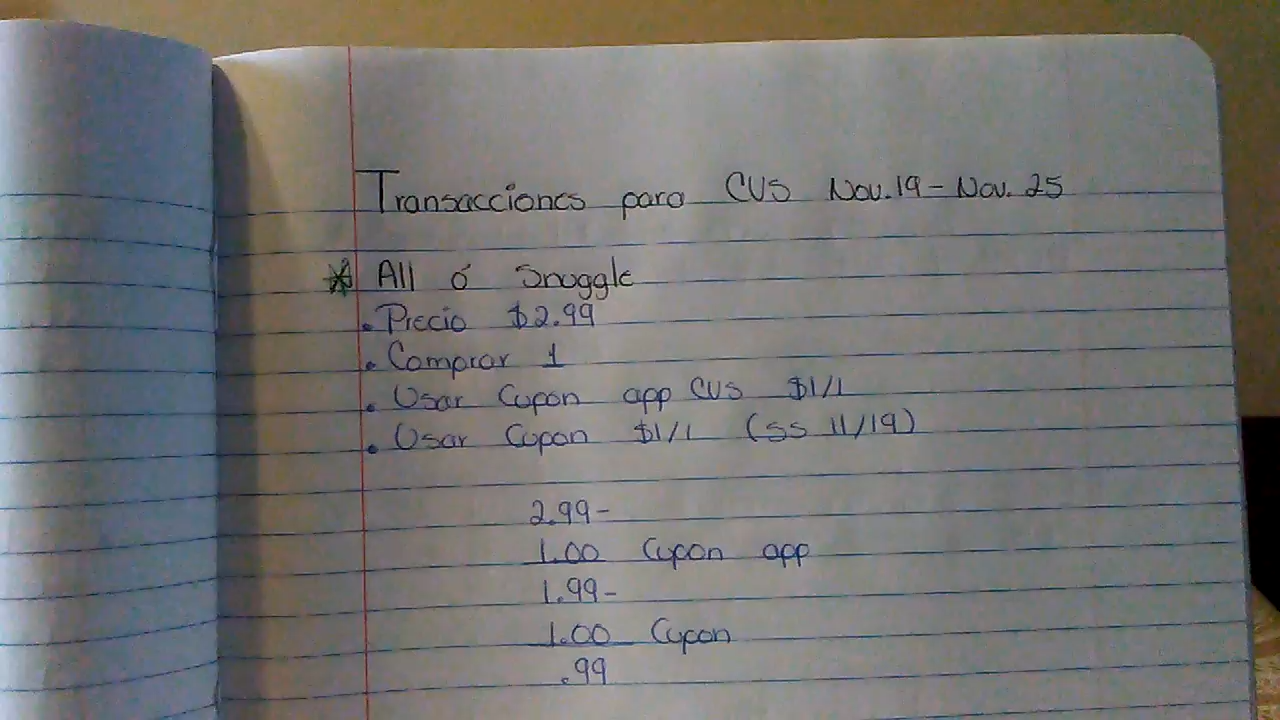 Transacciones para CVS Nov. 19 - Nov. 25
* All ó Snuggle
• Precio $2.99
• Comprar 1
• Usar Cupon app CVS $1/1
• Usar Cupon $1/1 (SS 11/19)
2.99-
1.00 Cupon app
1.99-
1.00 Cupon
.99